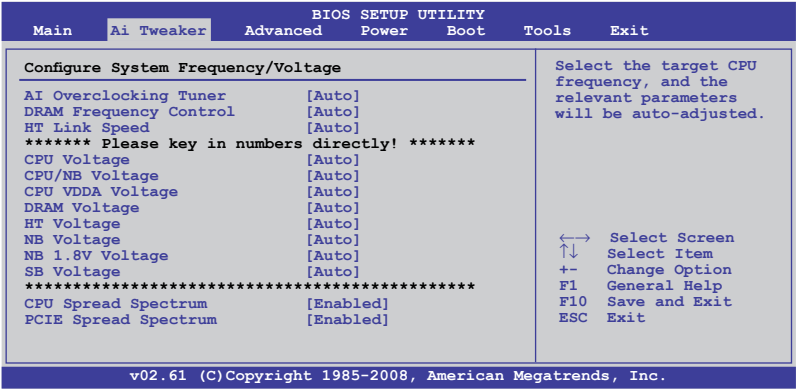 BIOS SETUP UTILITY
Main Ai Tweaker Advanced Power Boot Tools Exit
Configure System Frequency/Voltage
AI Overclocking Tuner [Auto]
DRAM Frequency Control [Auto]
HT Link Speed [Auto]
******* Please key in numbers directly! *******
CPU Voltage [Auto]
CPU/NB Voltage [Auto]
CPU VDDA Voltage [Auto]
DRAM Voltage [Auto]
HT Voltage [Auto]
NB Voltage [Auto]
NB 1.8V Voltage [Auto]
SB Voltage [Auto]
***********************************************
CPU Spread Spectrum [Enabled]
PCIE Spread Spectrum [Enabled]
Select the target CPU
frequency, and the
relevant parameters
will be auto-adjusted.
←→ Select Screen
↑↓ Select Item
+- Change Option
F1 General Help
F10 Save and Exit
ESC Exit
v02.61 (C)Copyright 1985-2008, American Megatrends, Inc.